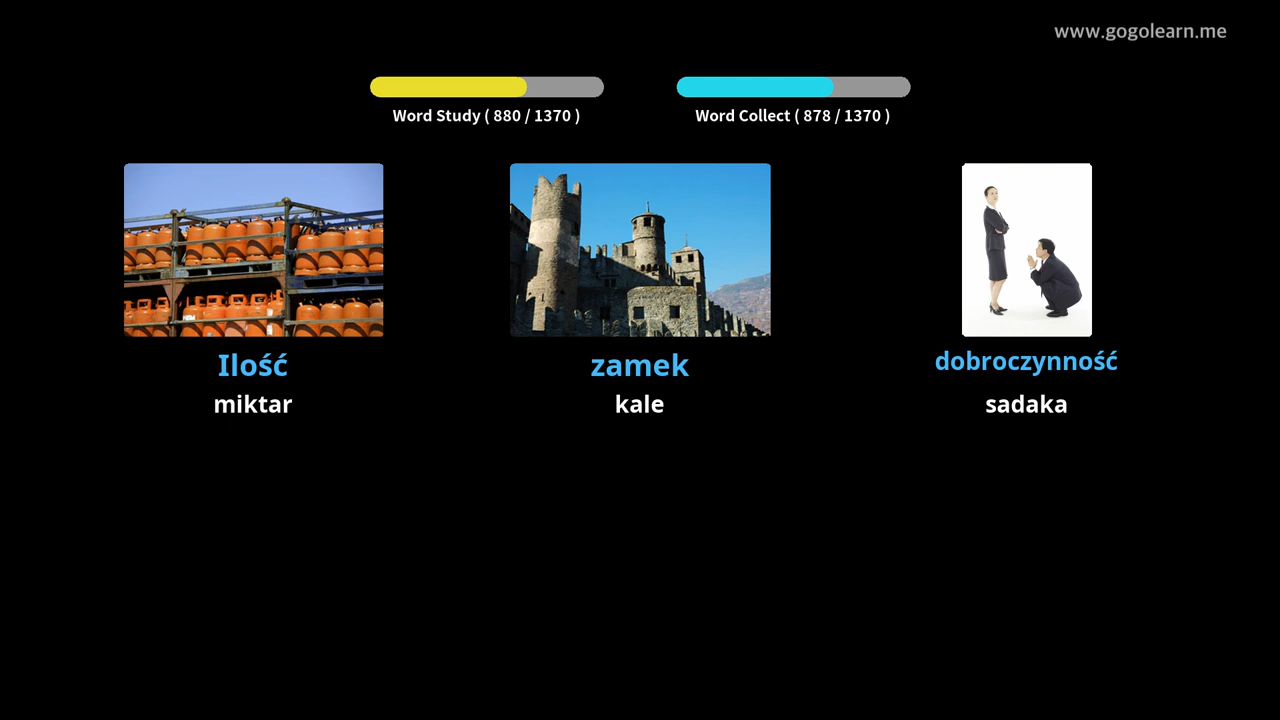 www.gogolearn.me
Word Study ( 880 / 1370 )
Word Collect ( 878 / 1370 )
Ilość
zamek
dobroczynność
miktar
kale
sadaka